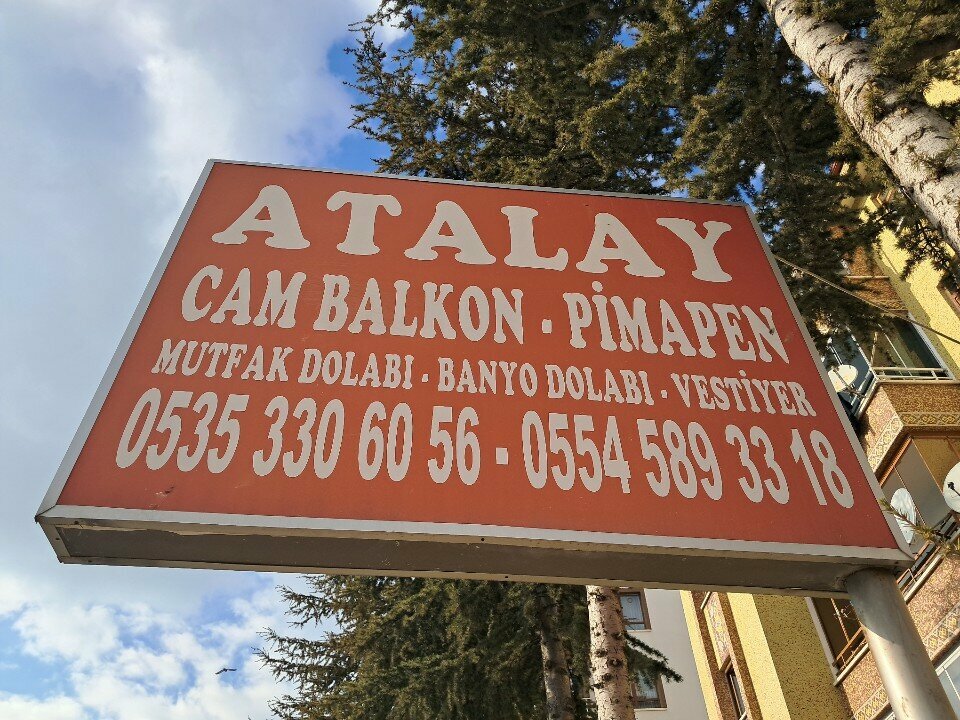 ATALAY
CAM BALKON - PİMAPEN
MUTFAK DOLABI - BANYO DOLABI - VESTİYER
0535 330 60 56 - 0554 589 33 18